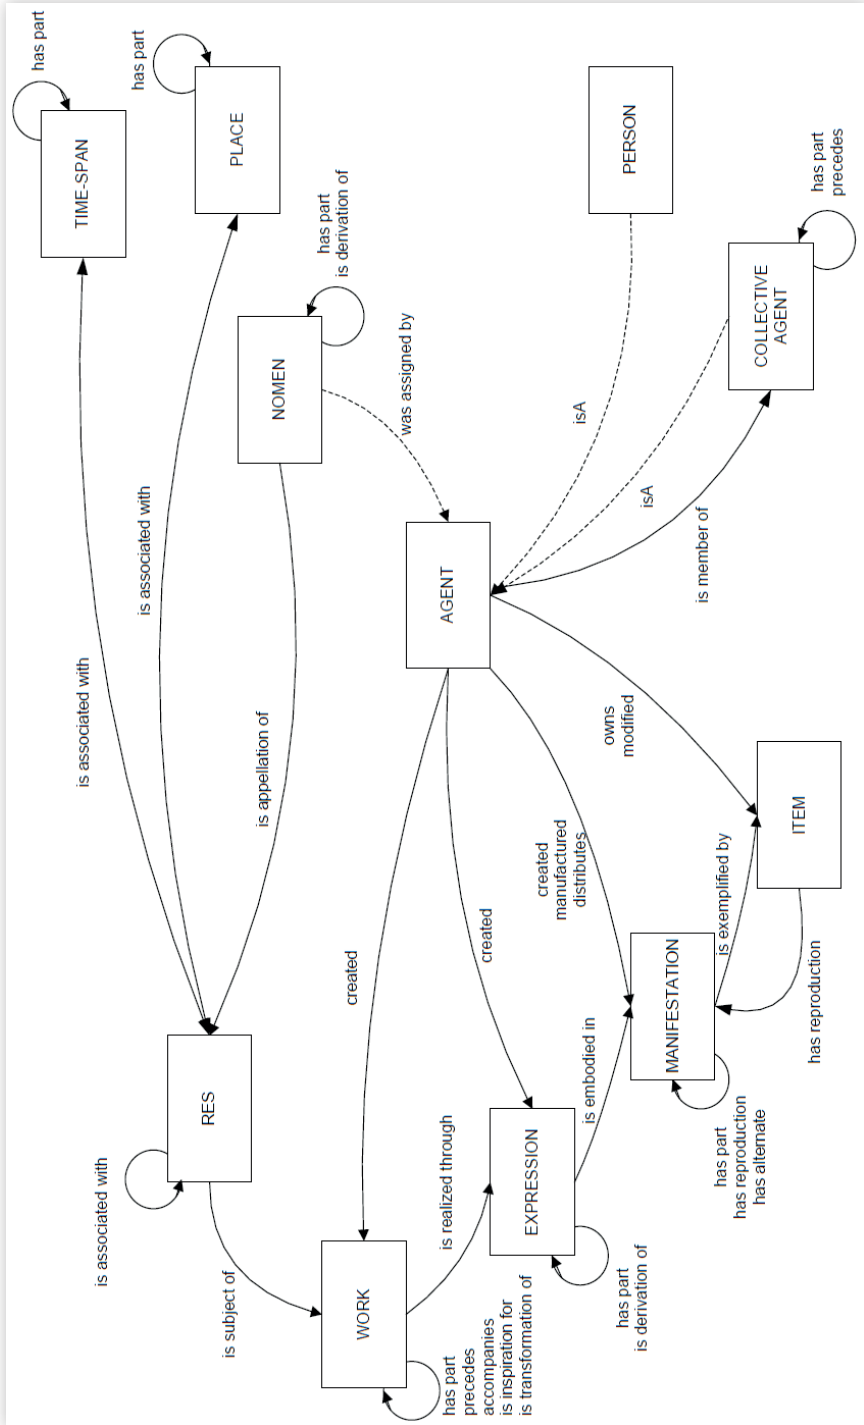 is associated with
RES
is subject of
WORK
has part
precedes
accompanies
is inspiration for
is transformation of
is realized through
EXPRESSION
has part
is derivation of
is embodied in
MANIFESTATION
has part
has reproduction
has alternate
is exemplified by
has reproduction
ITEM
created
created
created
manufactured
distributes
owns
modified
AGENT
is appellation of
is associated with
is associated with
was assigned by
NOMEN
has part
is derivation of
TIME-SPAN
has part
PLACE
has part
isA
isA
is member of
PERSON
COLLECTIVE
AGENT
has part
precedes